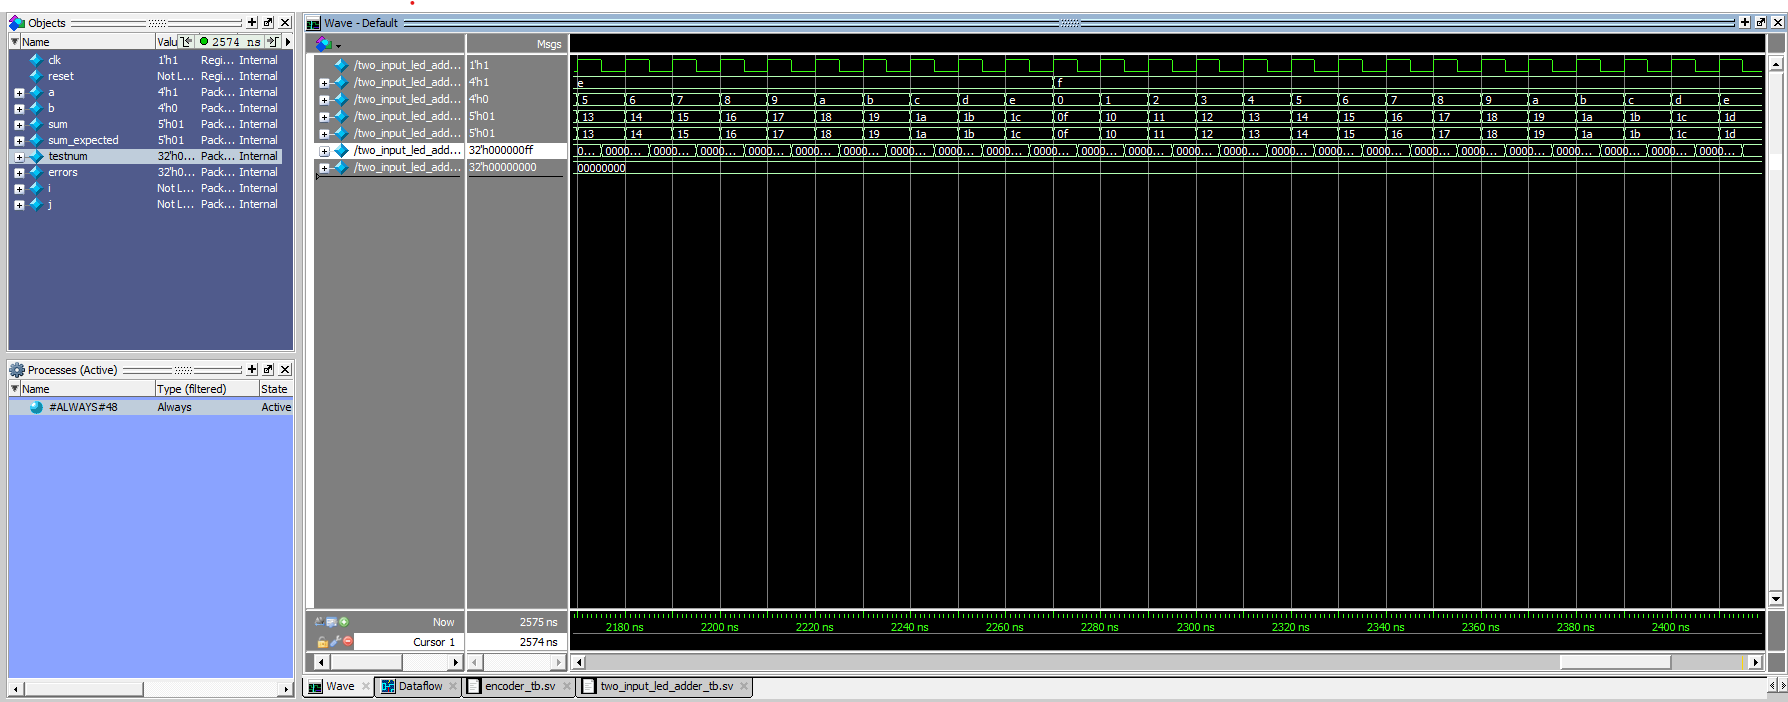 Objects
Name Valu 2574 ns
clk 1'h1 Regi... Internal
reset Not L... Regi... Internal
a 4'h1 Pack... Internal
b 4'h0 Pack... Internal
sum 5'h01 Pack... Internal
sum_expected 5'h01 Pack... Internal
testnum 32'h0... Pack... Internal
errors 32'h0... Pack... Internal
i Not L... Pack... Internal
j Not L... Pack... Internal
Processes (Active)
Name Type (filtered) State
#ALWAYS#48 Always Active
Wave - Default
Msgs
/two_input_led_add... 1'h1
/two_input_led_add... 4'h1 e f
/two_input_led_add... 4'h0 5 6 7 8 9 a b c d e 0 1 2 3 4 5 6 7 8 9 a b c d e
/two_input_led_add... 5'h01 13 14 15 16 17 18 19 1a 1b 1c 0f 10 11 12 13 14 15 16 17 18 19 1a 1b 1c 1d
/two_input_led_add... 5'h01 13 14 15 16 17 18 19 1a 1b 1c 0f 10 11 12 13 14 15 16 17 18 19 1a 1b 1c 1d
/two_input_led_add... 32'h000000ff 0... 0000... 0000... 0000... 0000... 0000... 0000... 0000... 0000... 0000... 0000... 0000... 0000... 0000... 0000... 0000... 0000... 0000... 0000... 0000... 0000... 0000... 0000... 0000... 0000...
/two_input_led_add... 32'h00000000 00000000
Now 2575 ns
Cursor 1 2574 ns
2180 ns 2200 ns 2220 ns 2240 ns 2260 ns 2280 ns 2300 ns 2320 ns 2340 ns 2360 ns 2380 ns 2400 ns
Wave Dataflow encoder_tb.sv two_input_led_adder_tb.sv